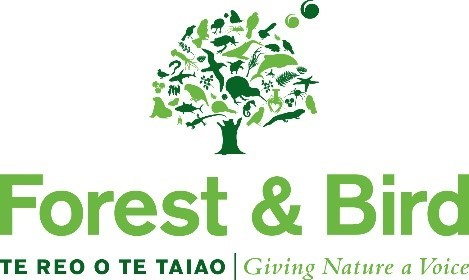 Forest & Bird
TE REO O TE TAIAO | Giving Nature a Voice